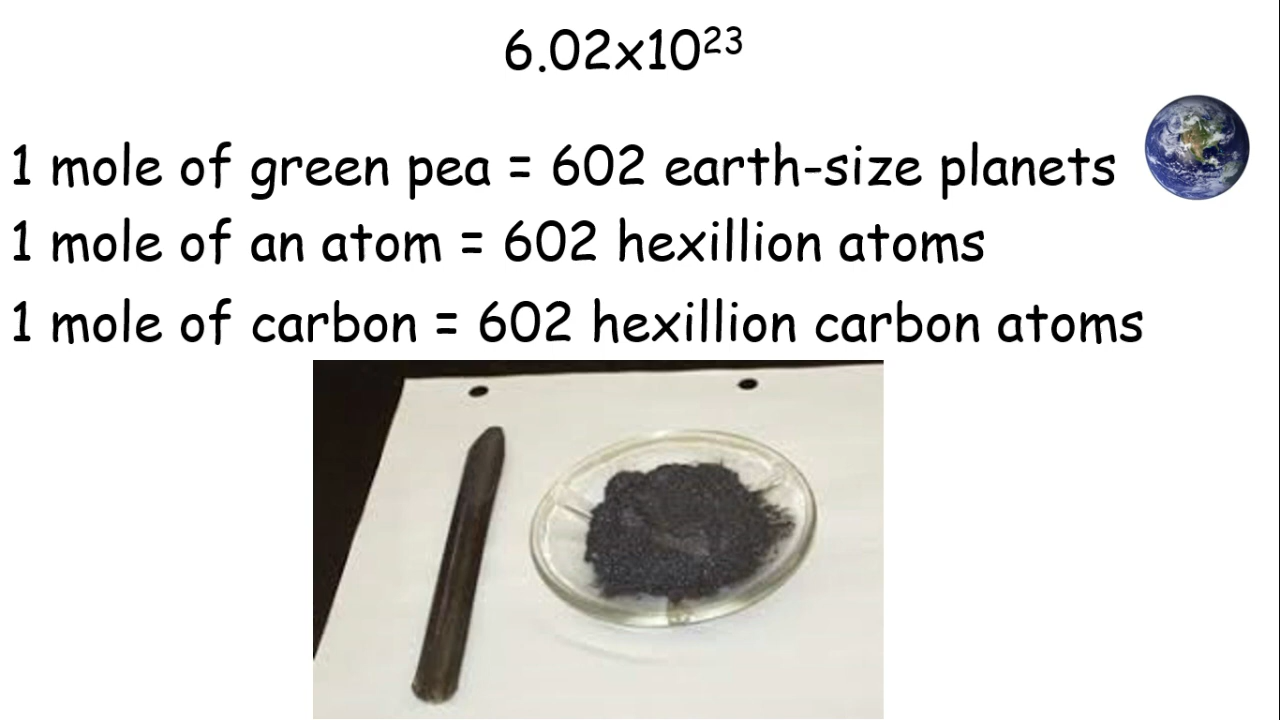 6.02x10²³
1 mole of green pea = 602 earth-size planets
1 mole of an atom = 602 hexillion atoms
1 mole of carbon = 602 hexillion carbon atoms